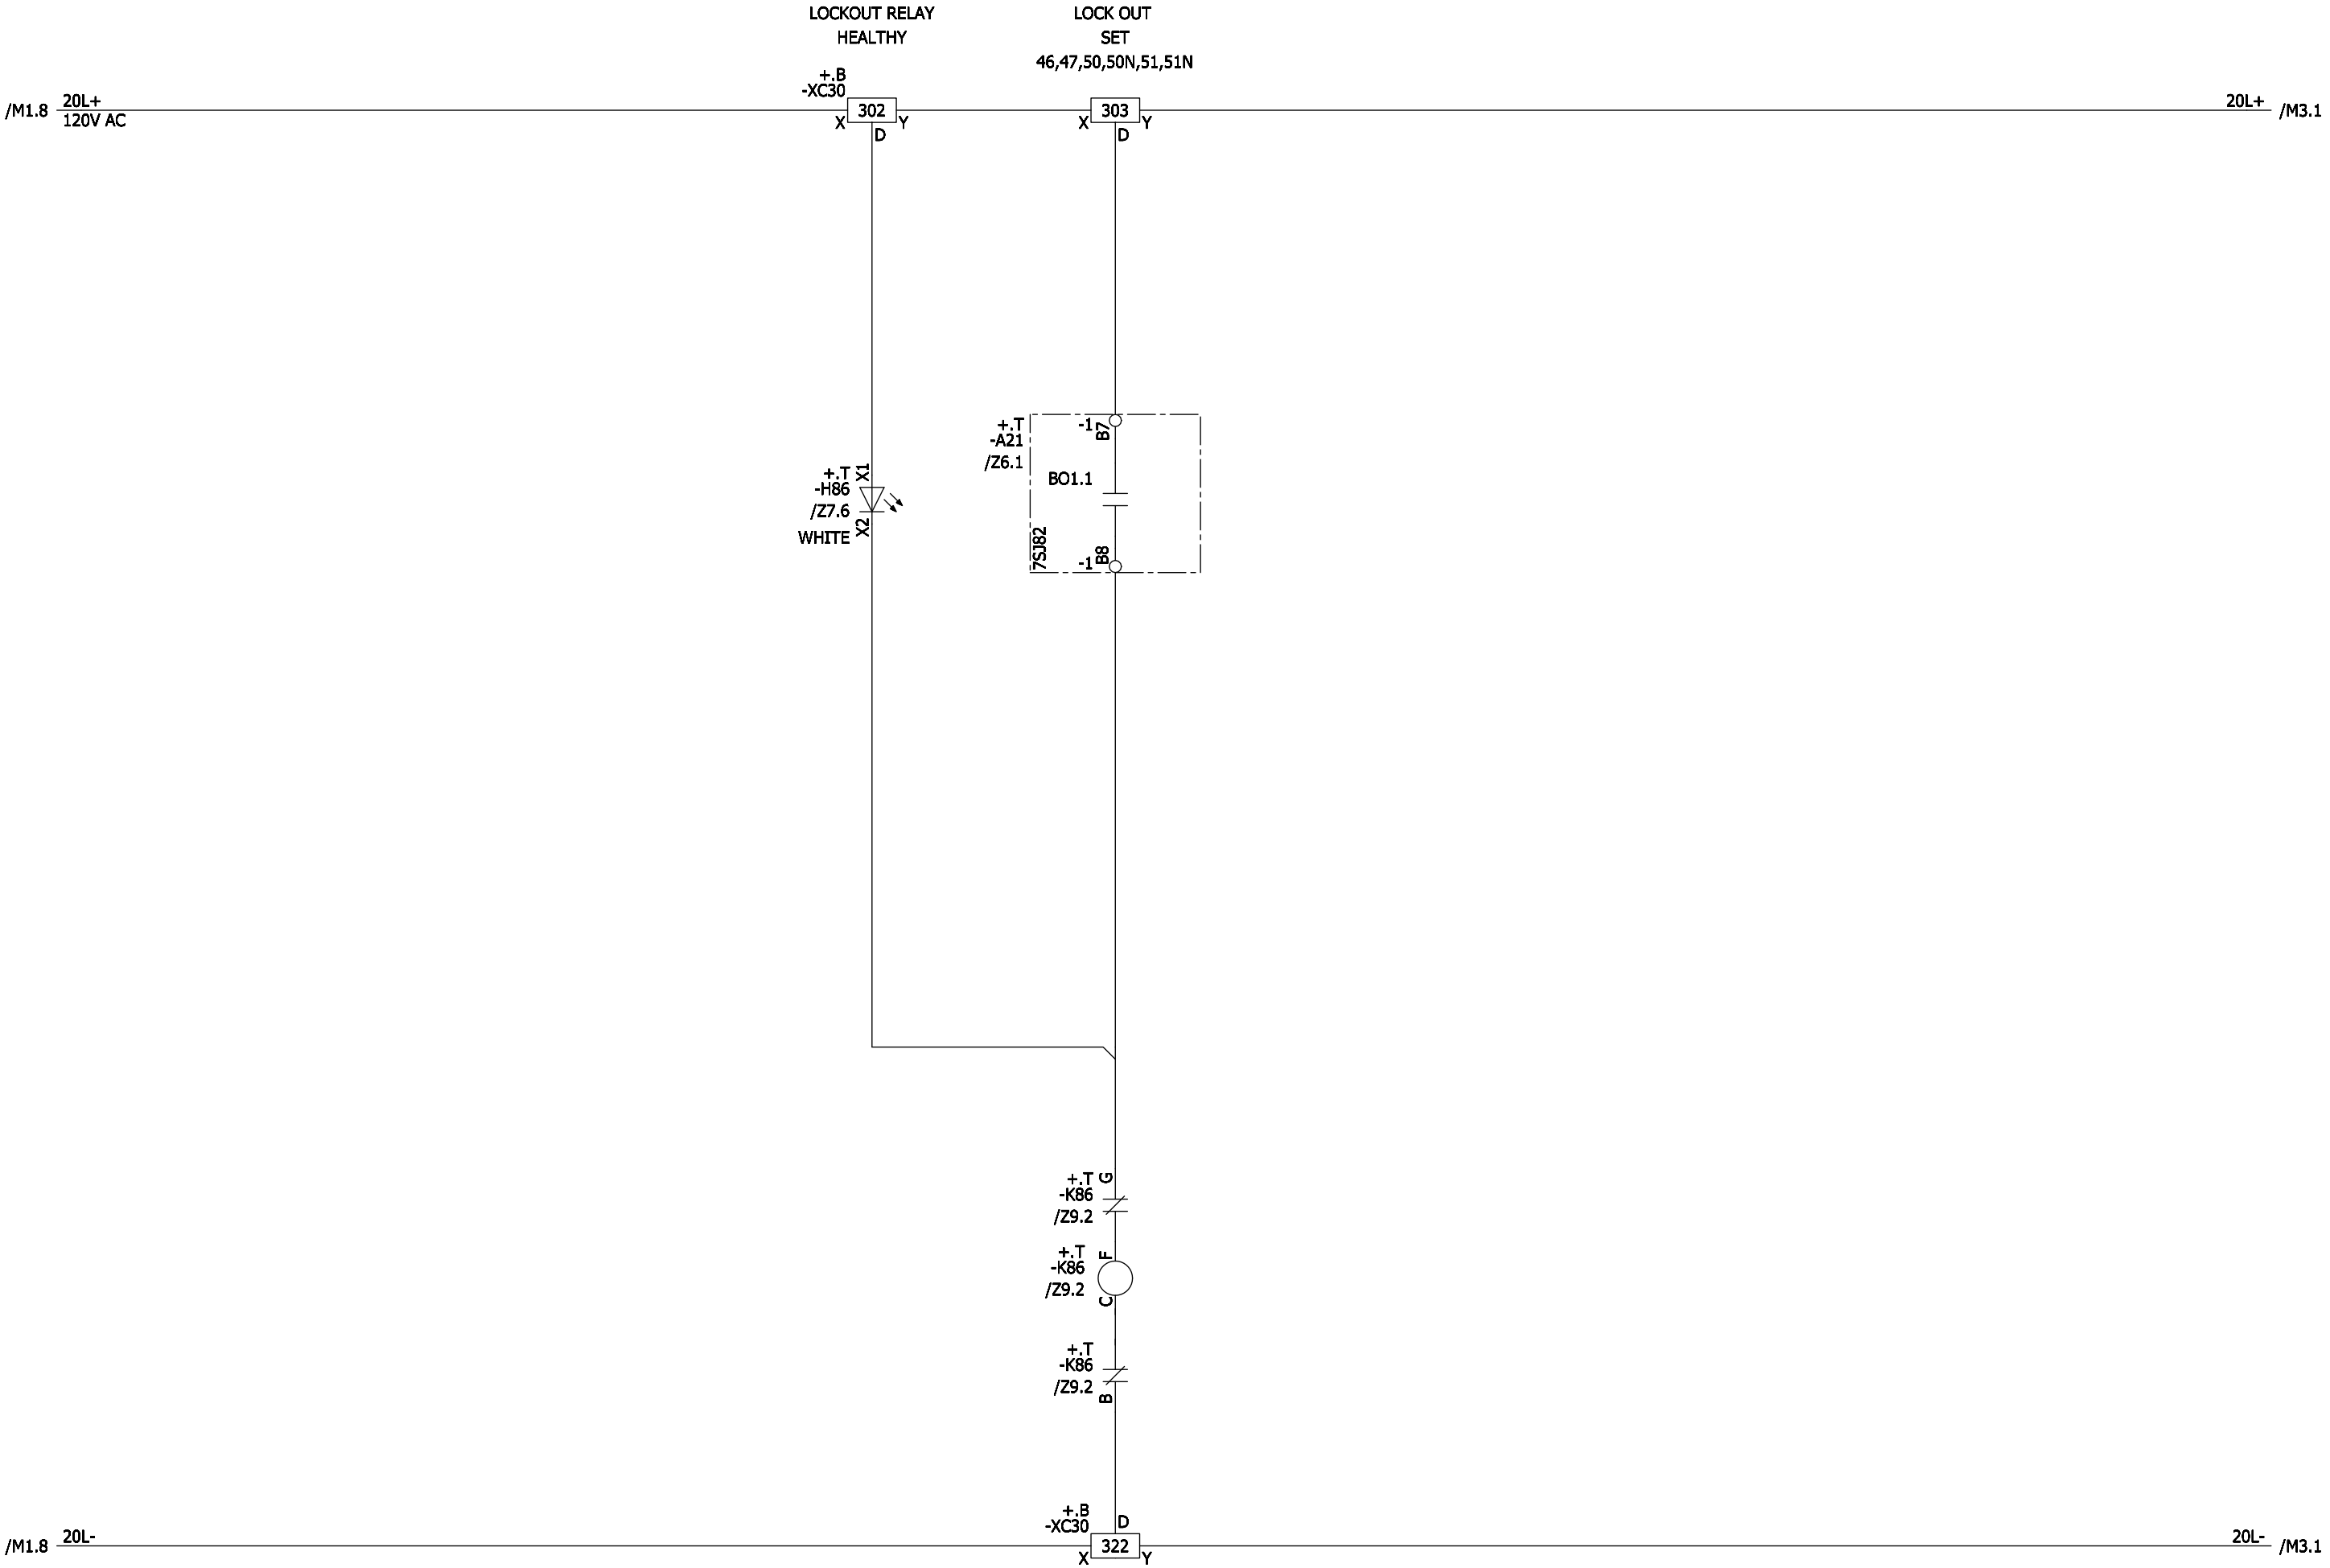 LOCKOUT RELAY
HEALTHY
LOCK OUT
SET
46,47,50,50N,51,51N
+.B
-XC30
/M1.8
20L+
120V AC
302
X
Y
D
303
X
Y
D
20L+
/M3.1
+.T
-A21
/Z6.1
-1
B7
BO1.1
7SJ82
-1
B8
+.T
-H86
/Z7.6
WHITE
X1
X2
+.T
-K86
/Z9.2
G
+.T
-K86
/Z9.2
F
C
+.T
-K86
/Z9.2
B
+.B
-XC30
D
/M1.8
20L-
322
X
Y
20L-
/M3.1